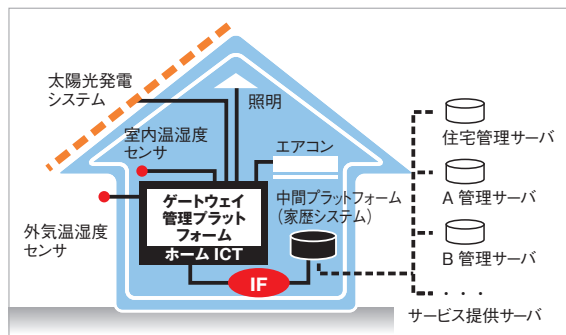 太陽光発電
システム
照明
室内温湿度
センサ
エアコン
ゲートウェイ
管理プラット
フォーム
ホーム ICT
中間プラットフォーム
(家歴システム)
外気温湿度
センサ
IF
住宅管理サーバ
A 管理サーバ
B 管理サーバ
・・・
サービス提供サーバ